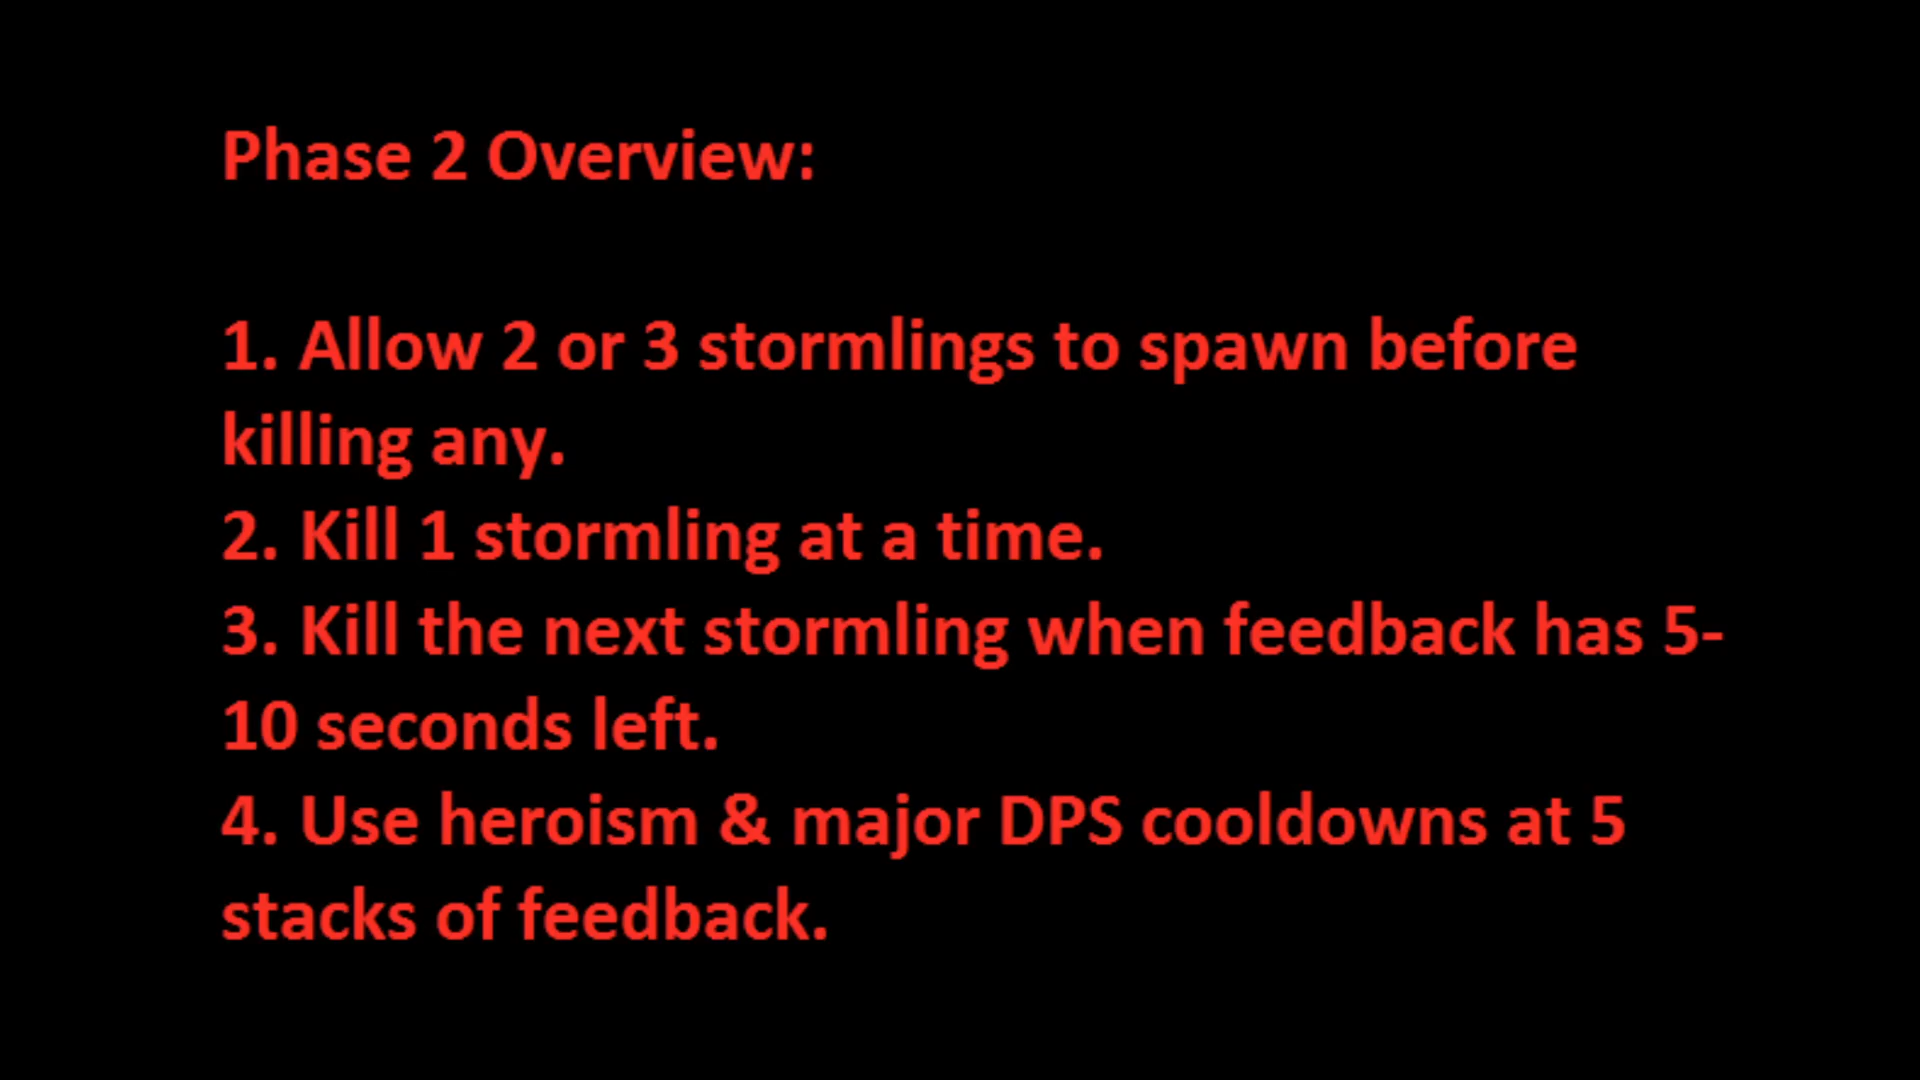 Phase 2 Overview:
1. Allow 2 or 3 stormlings to spawn before
killing any.
2. Kill 1 stormling at a time.
3. Kill the next stormling when feedback has 5-
10 seconds left.
4. Use heroism & major DPS cooldowns at 5
stacks of feedback.